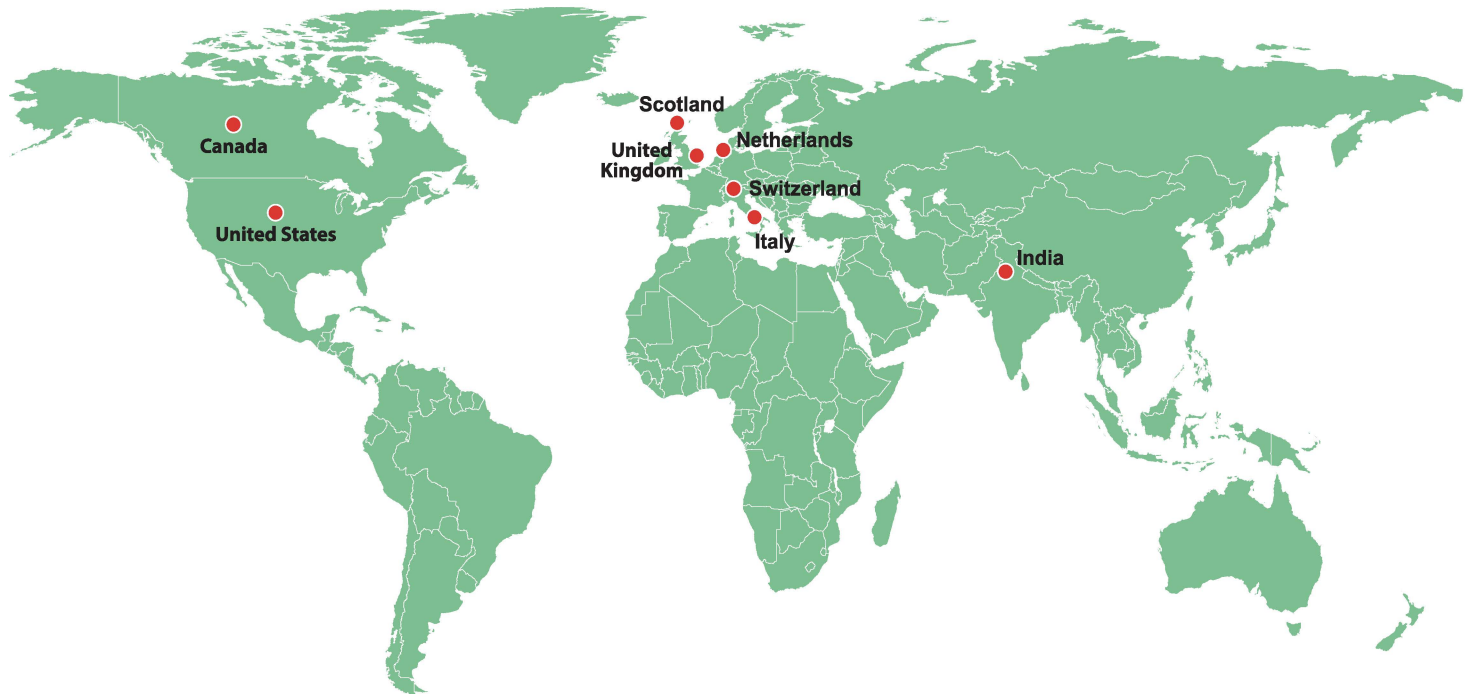 Scotland
Netherlands
Canada
United
Kingdom
Switzerland
United States
Italy
India